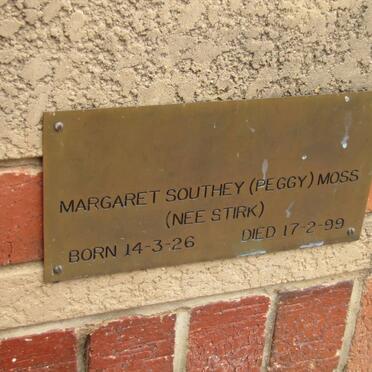 MARGARET SOUTHEY (PEGGY) MOSS
(NEE STIRK)
BORN 14-3-26 DIED 17-2-99